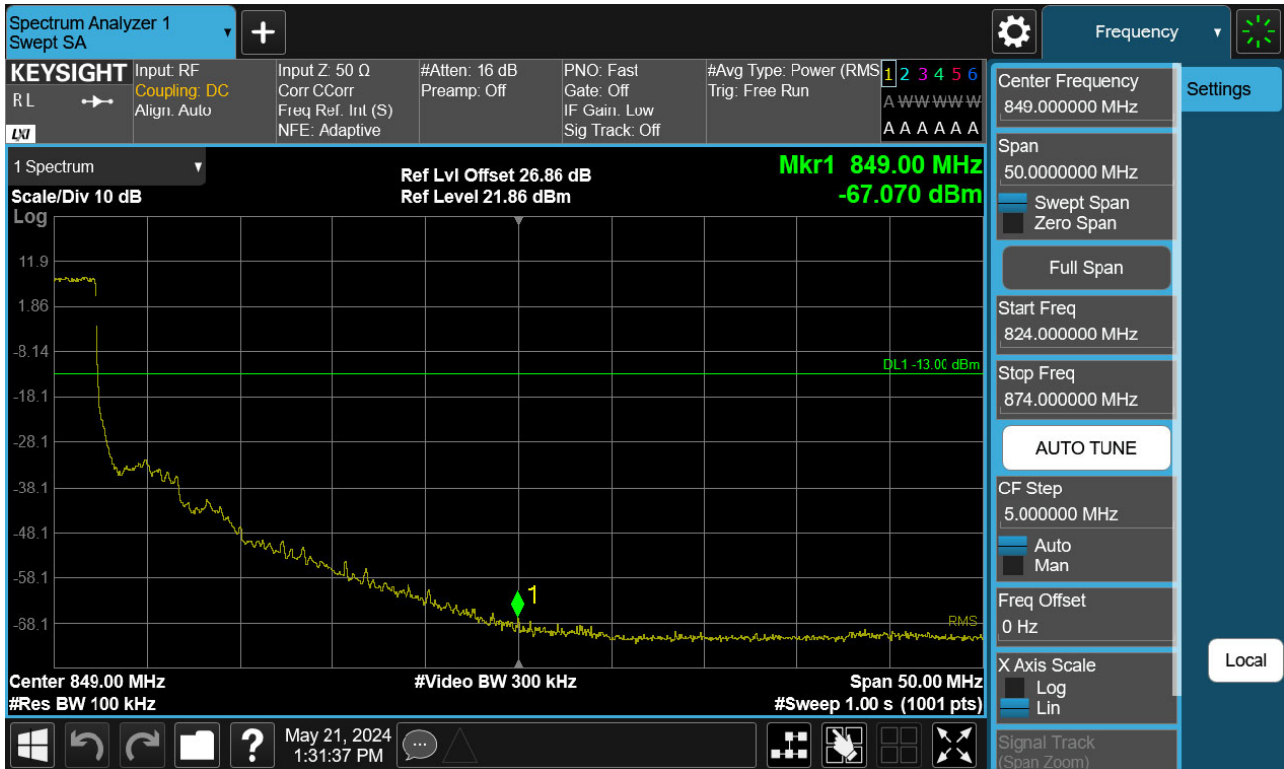 Spectrum Analyzer 1
Swept SA
+
Frequency
KEYSIGHT
R L
LXI
Input: RF
Coupling: DC
Align: Auto
Input Z: 50 Ω
Corr CCorr
Freq Ref: Int (S)
NFE: Adaptive
#Atten: 16 dB
Preamp: Off
PNO: Fast
Gate: Off
IF Gain: Low
Sig Track: Off
#Avg Type: Power (RMS
Trig: Free Run
1 2 3 4 5 6
A W W W W W
A A A A A A
1 Spectrum
Scale/Div 10 dB
Log
Ref Lvl Offset 26.86 dB
Ref Level 21.86 dBm
Mkr1 849.00 MHz
-67.070 dBm
11.9
1.86
-8.14
DL1 -13.00 dBm
-18.1
-28.1
-38.1
-48.1
-58.1
1
-68.1
RMS
Center 849.00 MHz
#Video BW 300 kHz
Span 50.00 MHz
#Res BW 100 kHz
#Sweep 1.00 s (1001 pts)
?
May 21, 2024
1:31:37 PM
Center Frequency
849.000000 MHz
Settings
Span
50.0000000 MHz
Swept Span
Zero Span
Full Span
Start Freq
824.000000 MHz
Stop Freq
874.000000 MHz
AUTO TUNE
CF Step
5.000000 MHz
Auto
Man
Freq Offset
0 Hz
X Axis Scale
Log
Lin
Local
Signal Track
(Span Zoom)